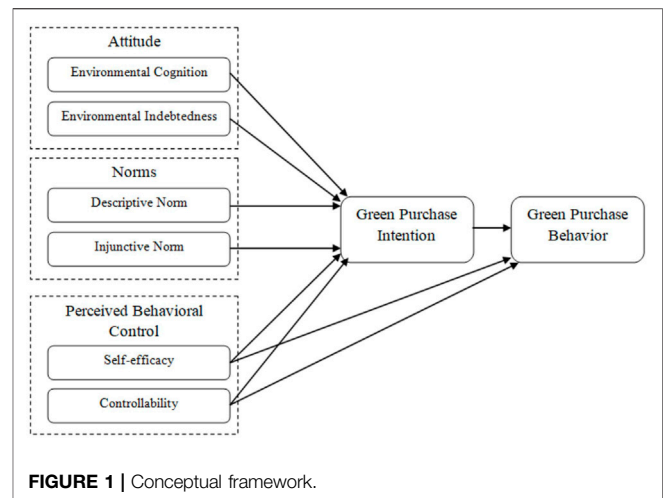 Attitude
Environmental Cognition
Environmental Indebtedness
Norms
Descriptive Norm
Injunctive Norm
Perceived Behavioral
Control
Self-efficacy
Controllability
Green Purchase
Intention
Green Purchase
Behavior
FIGURE 1 | Conceptual framework.